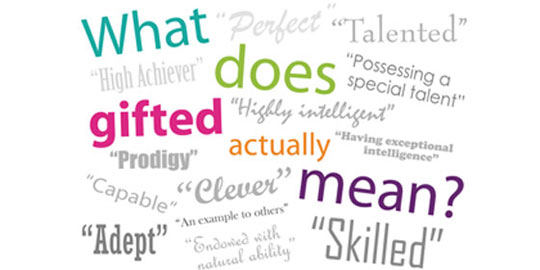 What "Perfect" "Talented"
"High Achiever" does "Possessing a
special talent"
gifted "Highly intelligent"
actually "Having exceptional
intelligence"
"Prodigy"
"Capable" "Clever" mean?
"An example to others"
"Adept" "Endowed with
natural ability" "Skilled"